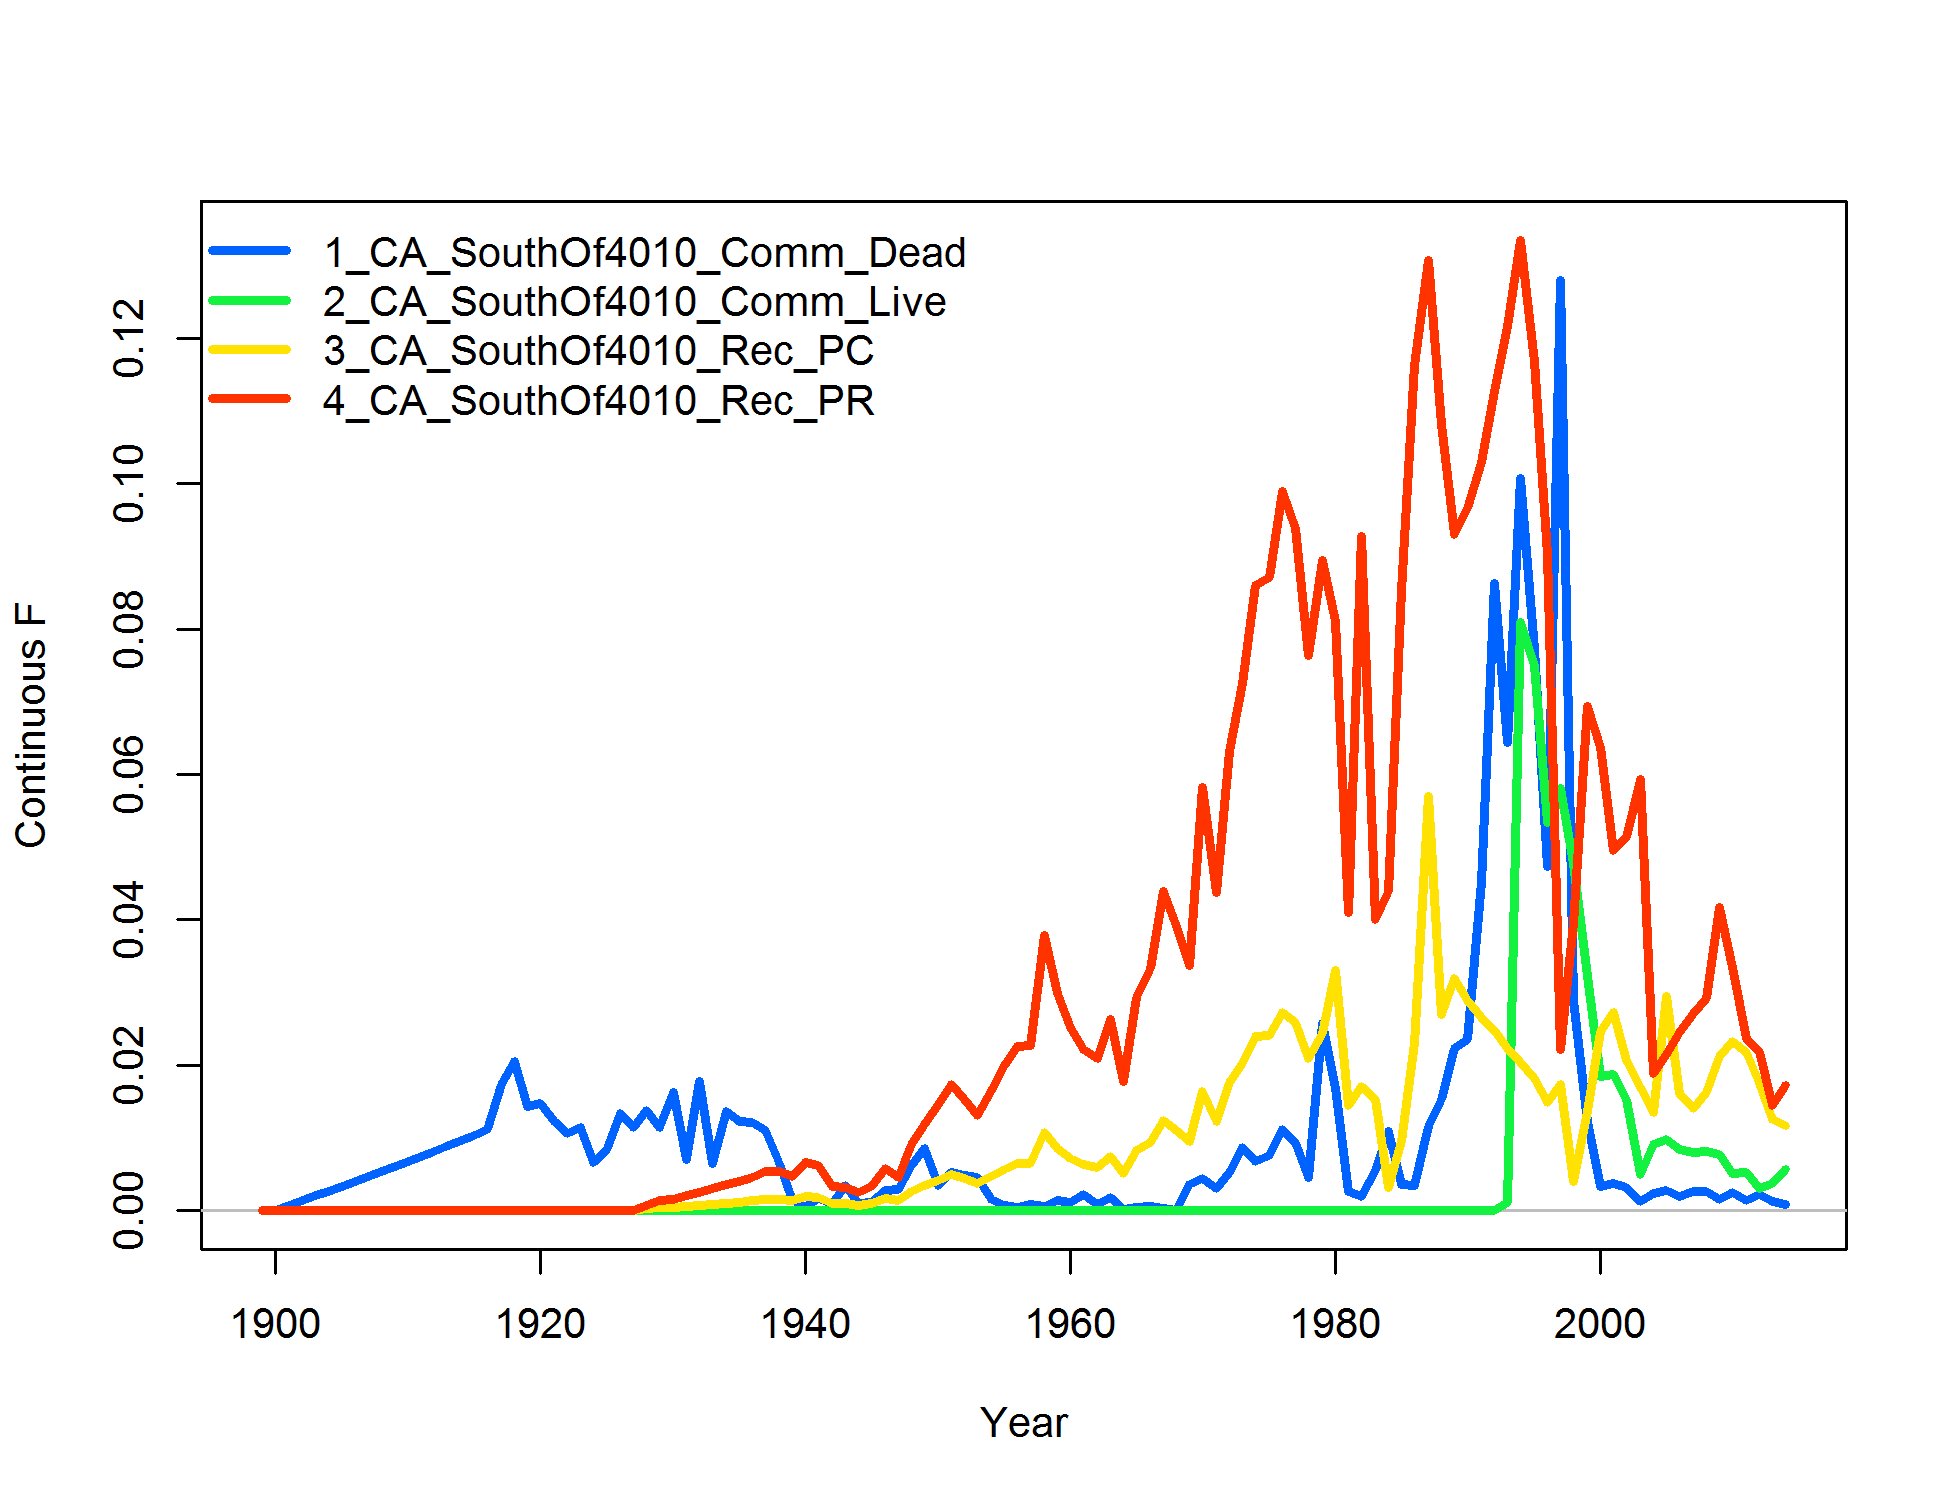 1_CA_SouthOf4010_Comm_Dead
2_CA_SouthOf4010_Comm_Live
3_CA_SouthOf4010_Rec_PC
4_CA_SouthOf4010_Rec_PR
Continuous F
0.12
0.10
0.08
0.06
0.04
0.02
0.00
1900 1920 1940 1960 1980 2000
Year